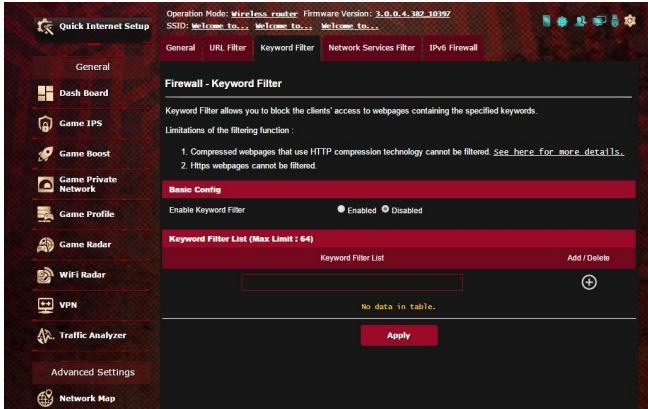 Quick Internet Setup
General
Dash Board
Game IPS
Game Boost
Game Private
Network
Game Profile
Game Radar
WiFi Radar
VPN
Traffic Analyzer
Advanced Settings
Network Map
Operation Mode: Wireless router Firmware Version: 3.0.0.4.382_10397
SSID: Welcome to... Welcome to... Welcome to...
General URL Filter Keyword Filter Network Services Filter IPv6 Firewall
Firewall - Keyword Filter
Keyword Filter allows you to block the clients' access to webpages containing the specified keywords.
Limitations of the filtering function :
1. Compressed webpages that use HTTP compression technology cannot be filtered. See here for more details.
2. Https webpages cannot be filtered.
Basic Config
Enable Keyword Filter Enabled Disabled
Keyword Filter List (Max Limit : 64)
Keyword Filter List Add / Delete
No data in table.
Apply